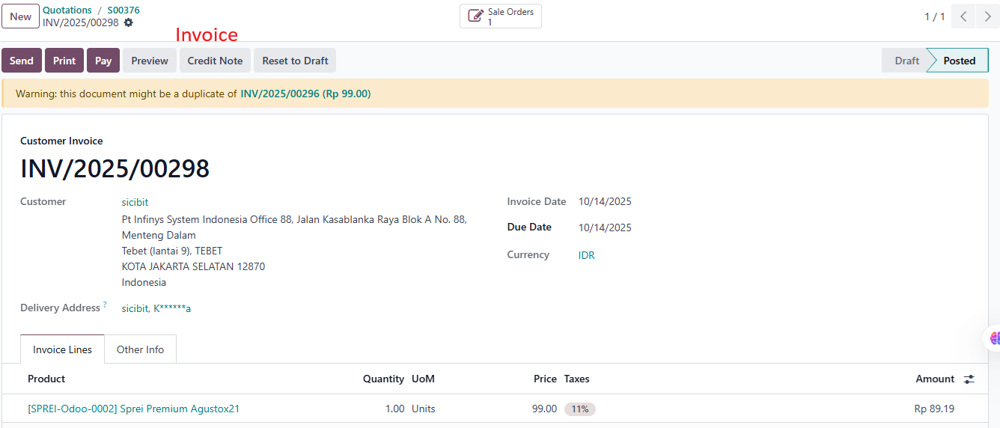 New
Quotations / S00376
INV/2025/00298
Sale Orders
1
1 / 1
Invoice
Send Print Pay Preview Credit Note Reset to Draft
Draft Posted
Warning: this document might be a duplicate of INV/2025/00296 (Rp 99.00)
Customer Invoice
INV/2025/00298
Customer sicibit
Pt Infinys System Indonesia Office 88, Jalan Kasablanka Raya Blok A No. 88,
Menteng Dalam
Tebet (lantai 9), TEBET
KOTA JAKARTA SELATAN 12870
Indonesia
Delivery Address ? sicibit, K******a
Invoice Date 10/14/2025
Due Date 10/14/2025
Currency IDR
Invoice Lines Other Info
Product Quantity UoM Price Taxes Amount
[SPREI-Odoo-0002] Sprei Premium Agustox21 1.00 Units 99.00 11% Rp 89.19